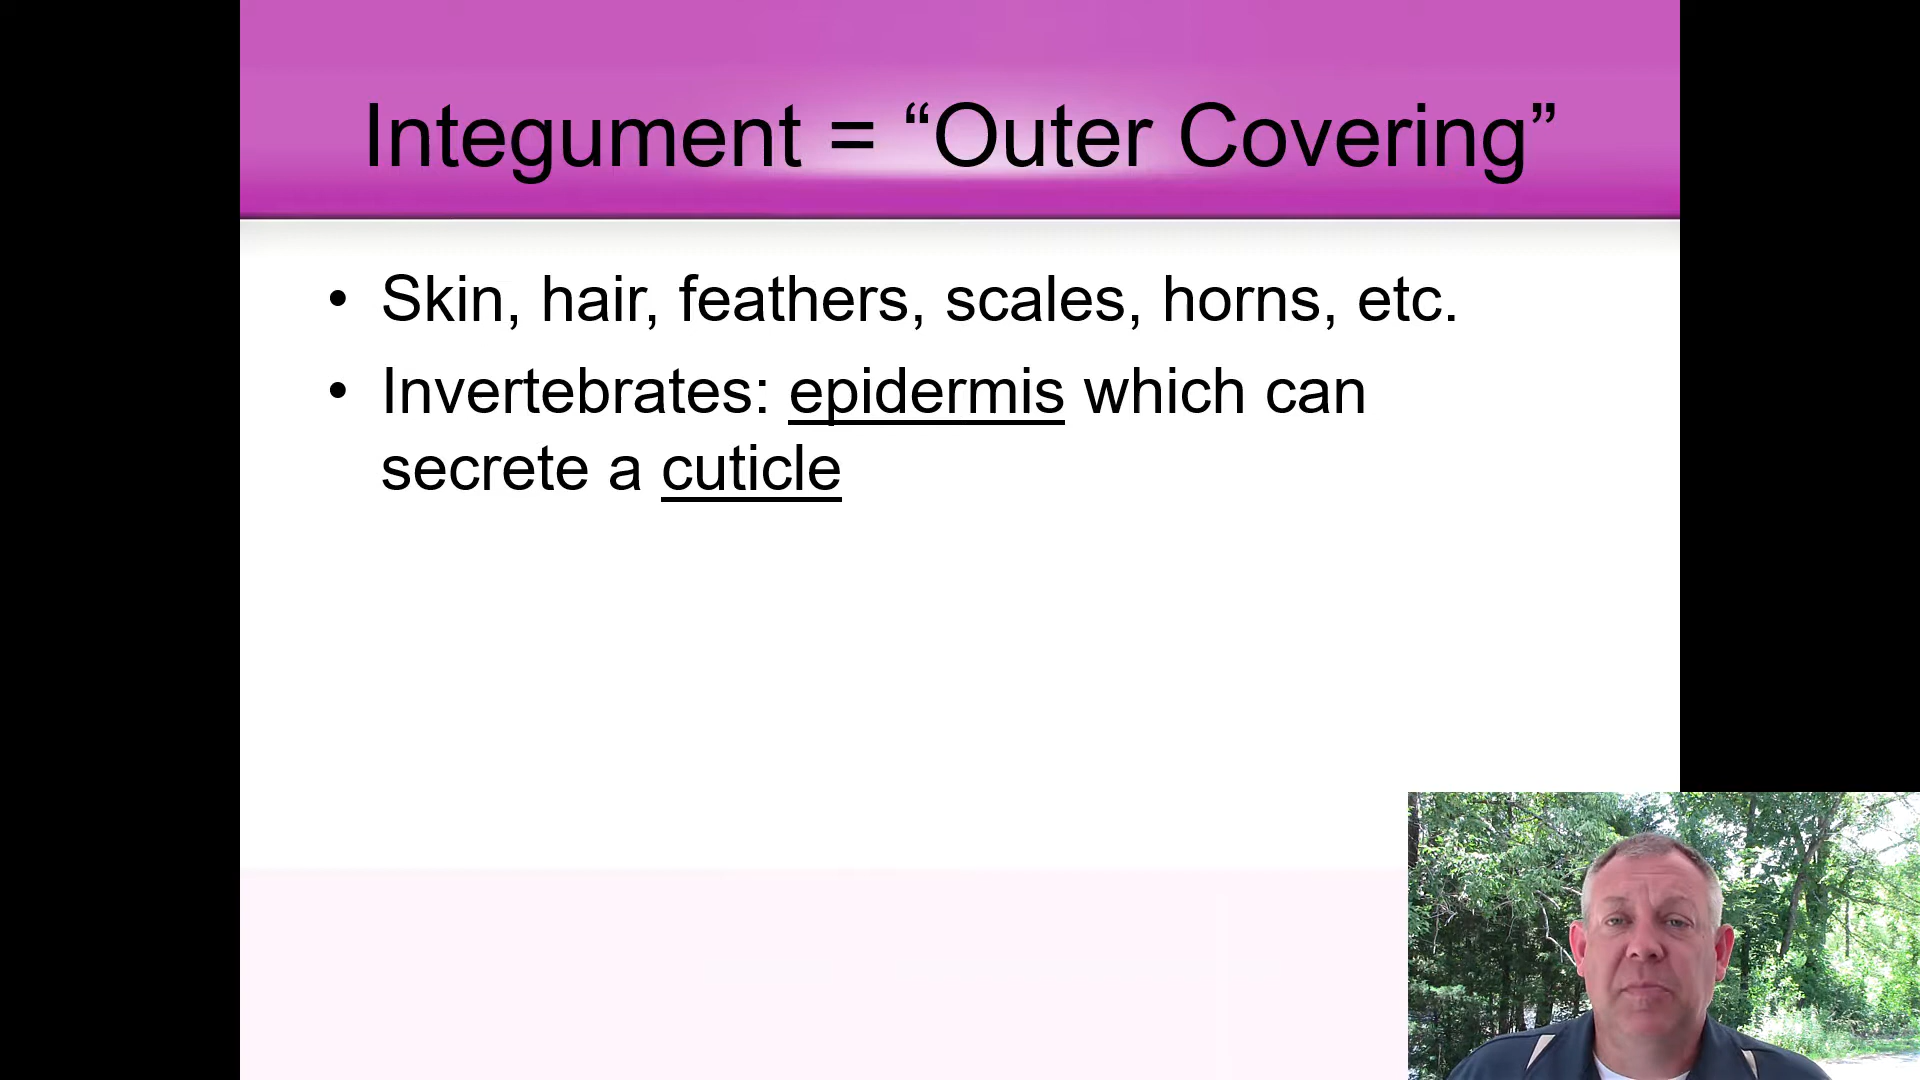 Integument = “Outer Covering”
• Skin, hair, feathers, scales, horns, etc.
• Invertebrates: epidermis which can
secrete a cuticle